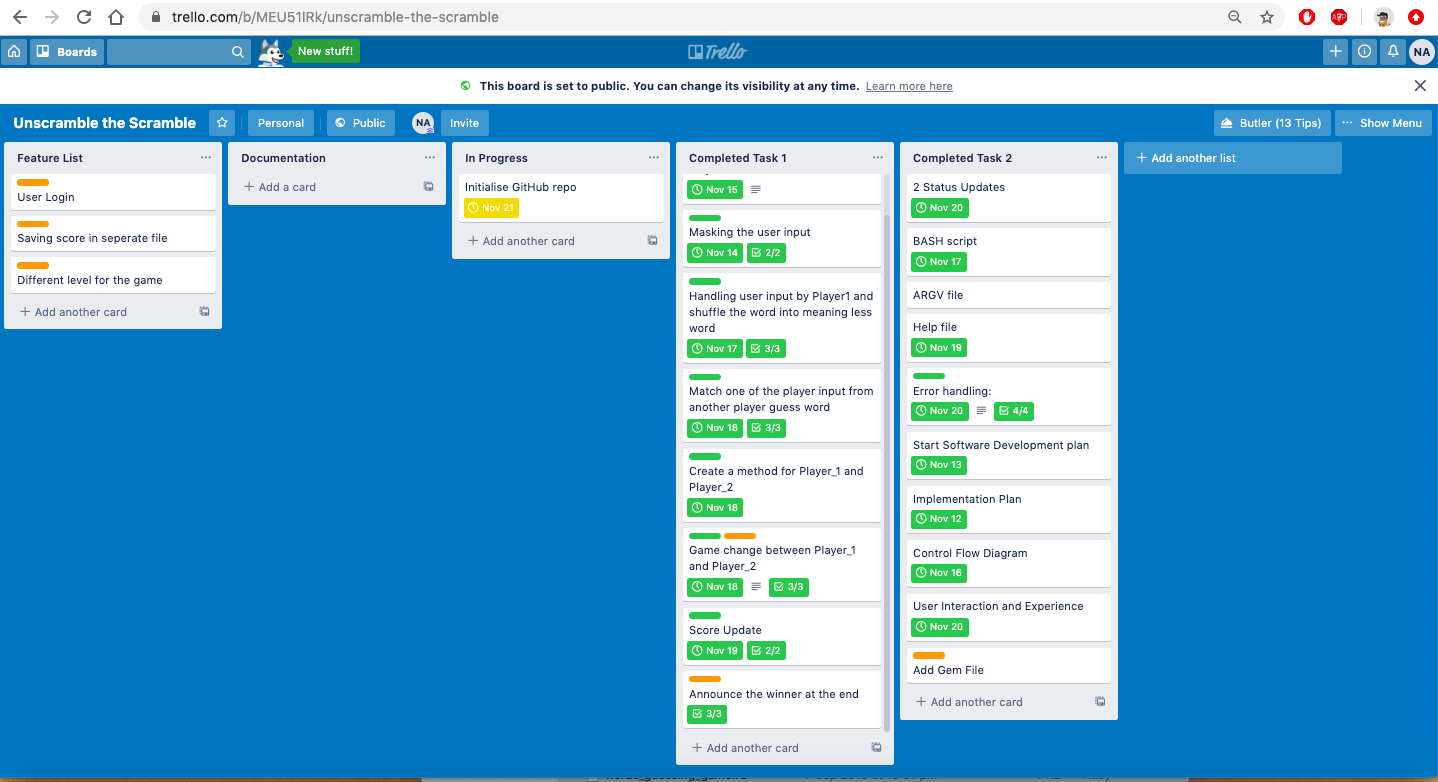 trello.com/b/MEU51lRk/unscramble-the-scramble
ABP
Boards
New stuff!
Trello
NA
This board is set to public. You can change its visibility at any time. Learn more here
Unscramble the Scramble
Personal
Public
NA
Invite
Butler (13 Tips)
Show Menu
Feature List
User Login
Saving score in seperate file
Different level for the game
Add another card
Documentation
Add a card
In Progress
Initialise GitHub repo
Nov 21
Add another card
Completed Task 1
Nov 15
Masking the user input
Nov 14 2/2
Handling user input by Player1 and
shuffle the word into meaning less
word
Nov 17 3/3
Match one of the player input from
another player guess word
Nov 18 3/3
Create a method for Player_1 and
Player_2
Nov 18
Game change between Player_1
and Player_2
Nov 18 3/3
Score Update
Nov 19 2/2
Announce the winner at the end
3/3
Add another card
Completed Task 2
2 Status Updates
Nov 20
BASH script
Nov 17
ARGV file
Help file
Nov 19
Error handling:
Nov 20 4/4
Start Software Development plan
Nov 13
Implementation Plan
Nov 12
Control Flow Diagram
Nov 16
User Interaction and Experience
Nov 20
Add Gem File
Add another card
Add another list